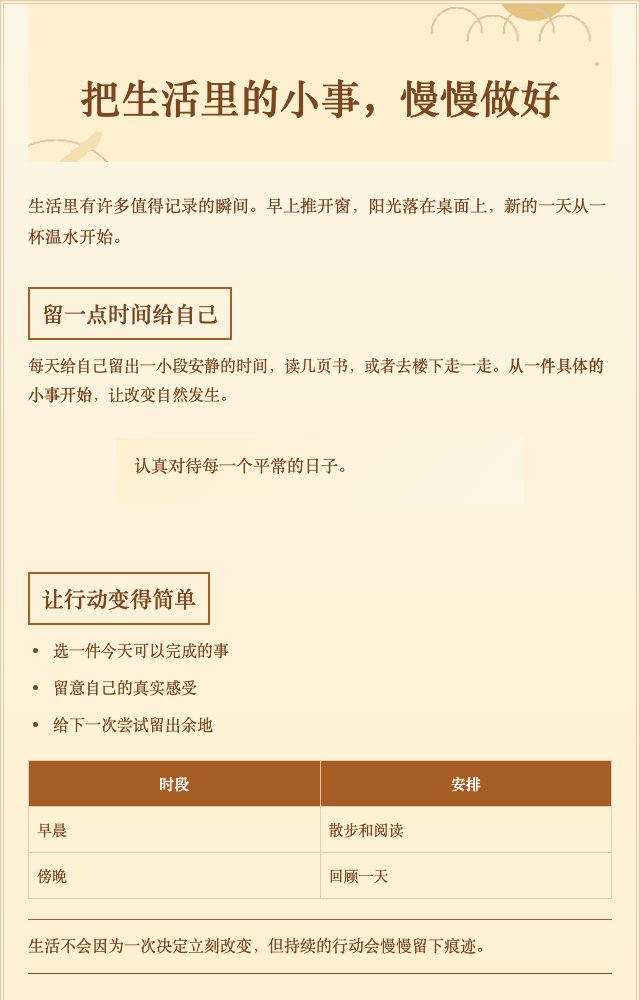 把生活里的小事，慢慢做好
生活里有许多值得记录的瞬间。早上推开窗，阳光落在桌面上，新的一天从一
杯温水开始。
留一点时间给自己
每天给自己留出一小段安静的时间，读几页书，或者去楼下走一走。从一件具体的
小事开始，让改变自然发生。
认真对待每一个平常的日子。
让行动变得简单
• 选一件今天可以完成的事
• 留意自己的真实感受
• 给下一次尝试留出余地
时段 安排
早晨 散步和阅读
傍晚 回顾一天
生活不会因为一次决定立刻改变，但持续的行动会慢慢留下痕迹。